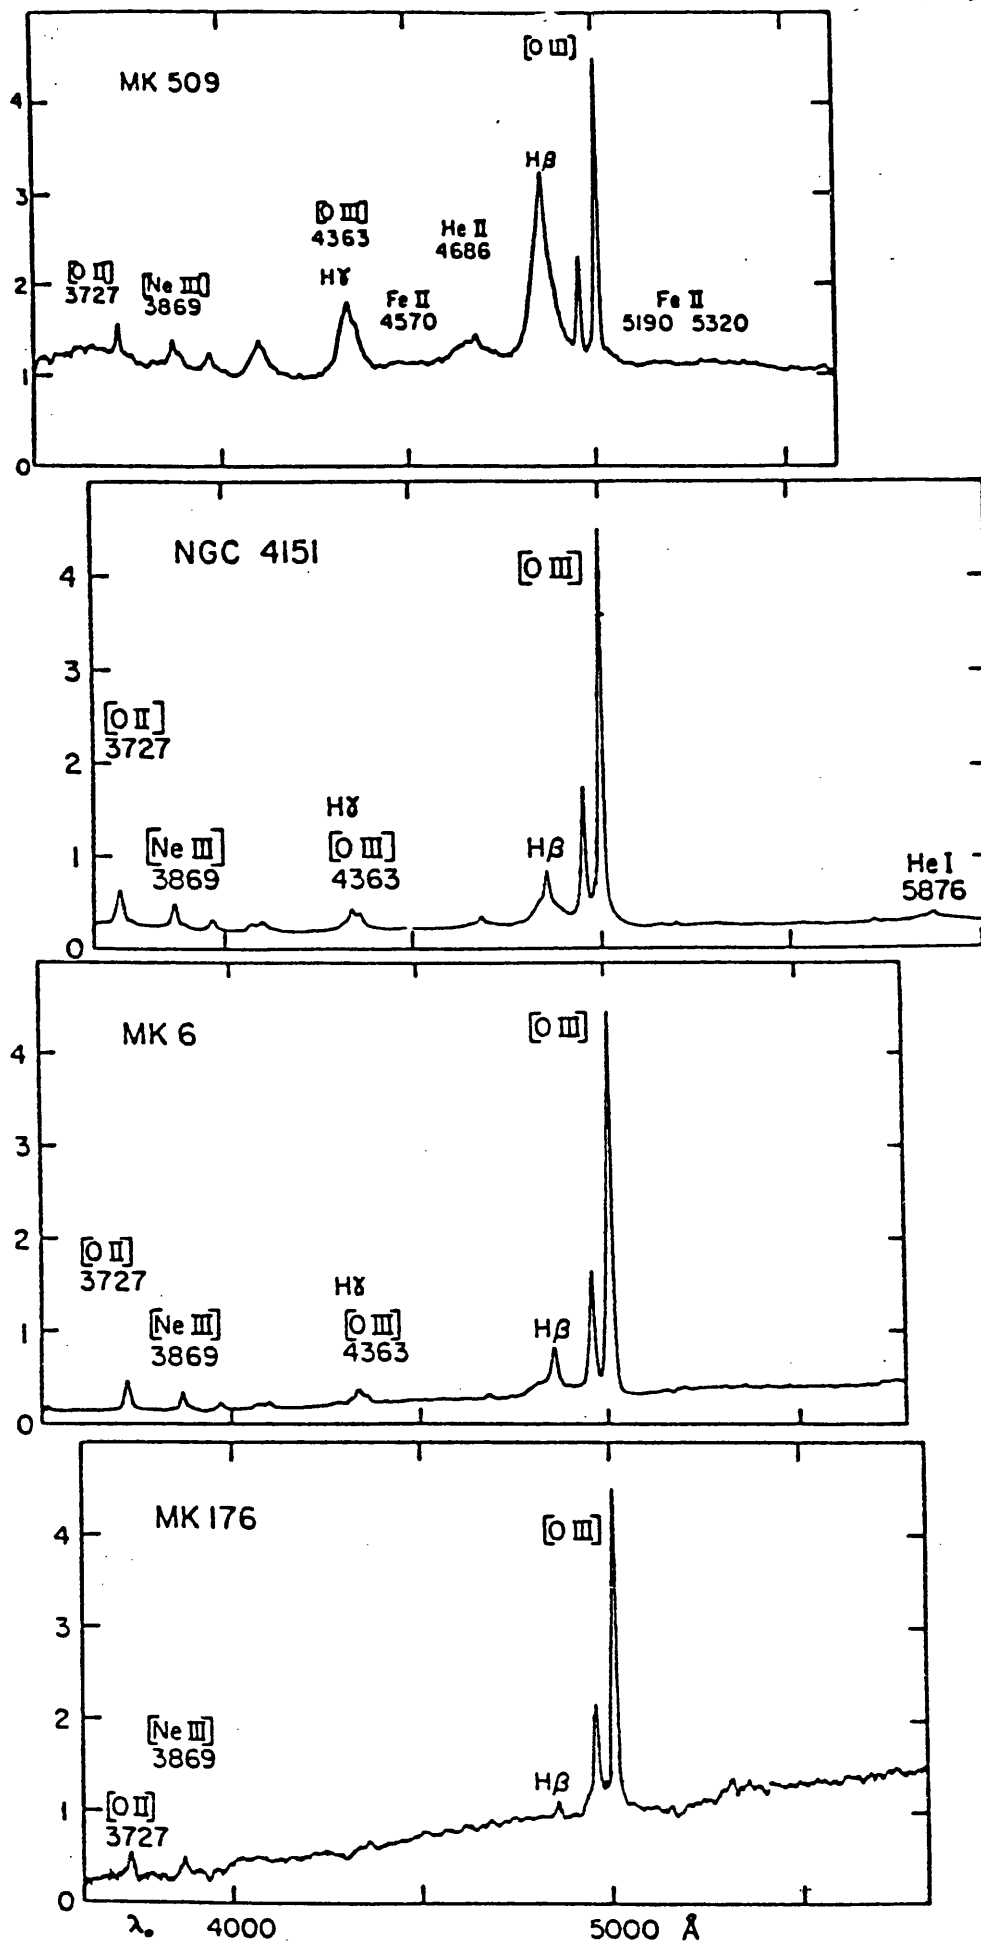 [O III]
MK 509
4
Hβ
3
[O III]
4363
He II
4686
[O II]
3727
[Ne III]
3869
Hγ
2
Fe II
4570
Fe II
5190 5320
1
0
NGC 4151
[O III]
4
3
[O II]
3727
2
Hγ
[Ne III]
3869
[O III]
4363
Hβ
1
He I
5876
0
MK 6
[O III]
4
3
2
[O II]
3727
Hγ
[Ne III]
3869
[O III]
4363
Hβ
1
0
MK 176
[O III]
4
3
2
[Ne III]
3869
Hβ
[O II]
3727
1
0
λ₀ 4000 5000 Å